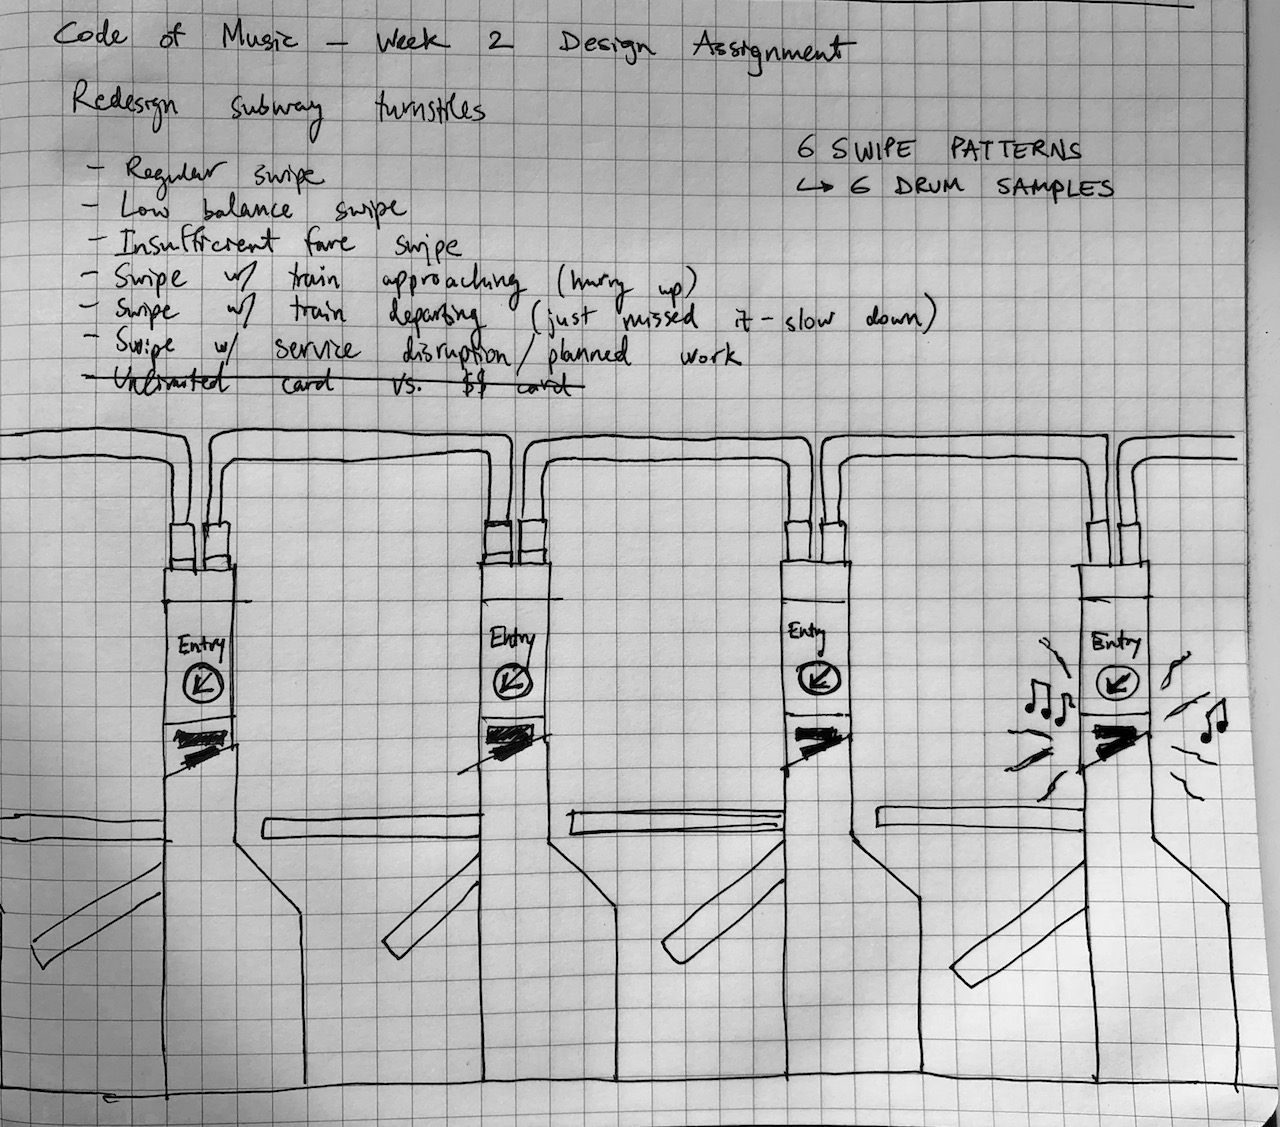 Code of Music – Week 2 Design Assignment
Redesign subway turnstiles
6 SWIPE PATTERNS
↳ 6 DRUM SAMPLES
- Regular swipe
- Low balance swipe
- Insufficient fare swipe
- Swipe w/ train approaching (hurry up)
- Swipe w/ train departing (just missed it - slow down)
- Swipe w/ service disruption/planned work
- Unlimited card vs. $$ card
Entry
Entry
Entry
Entry